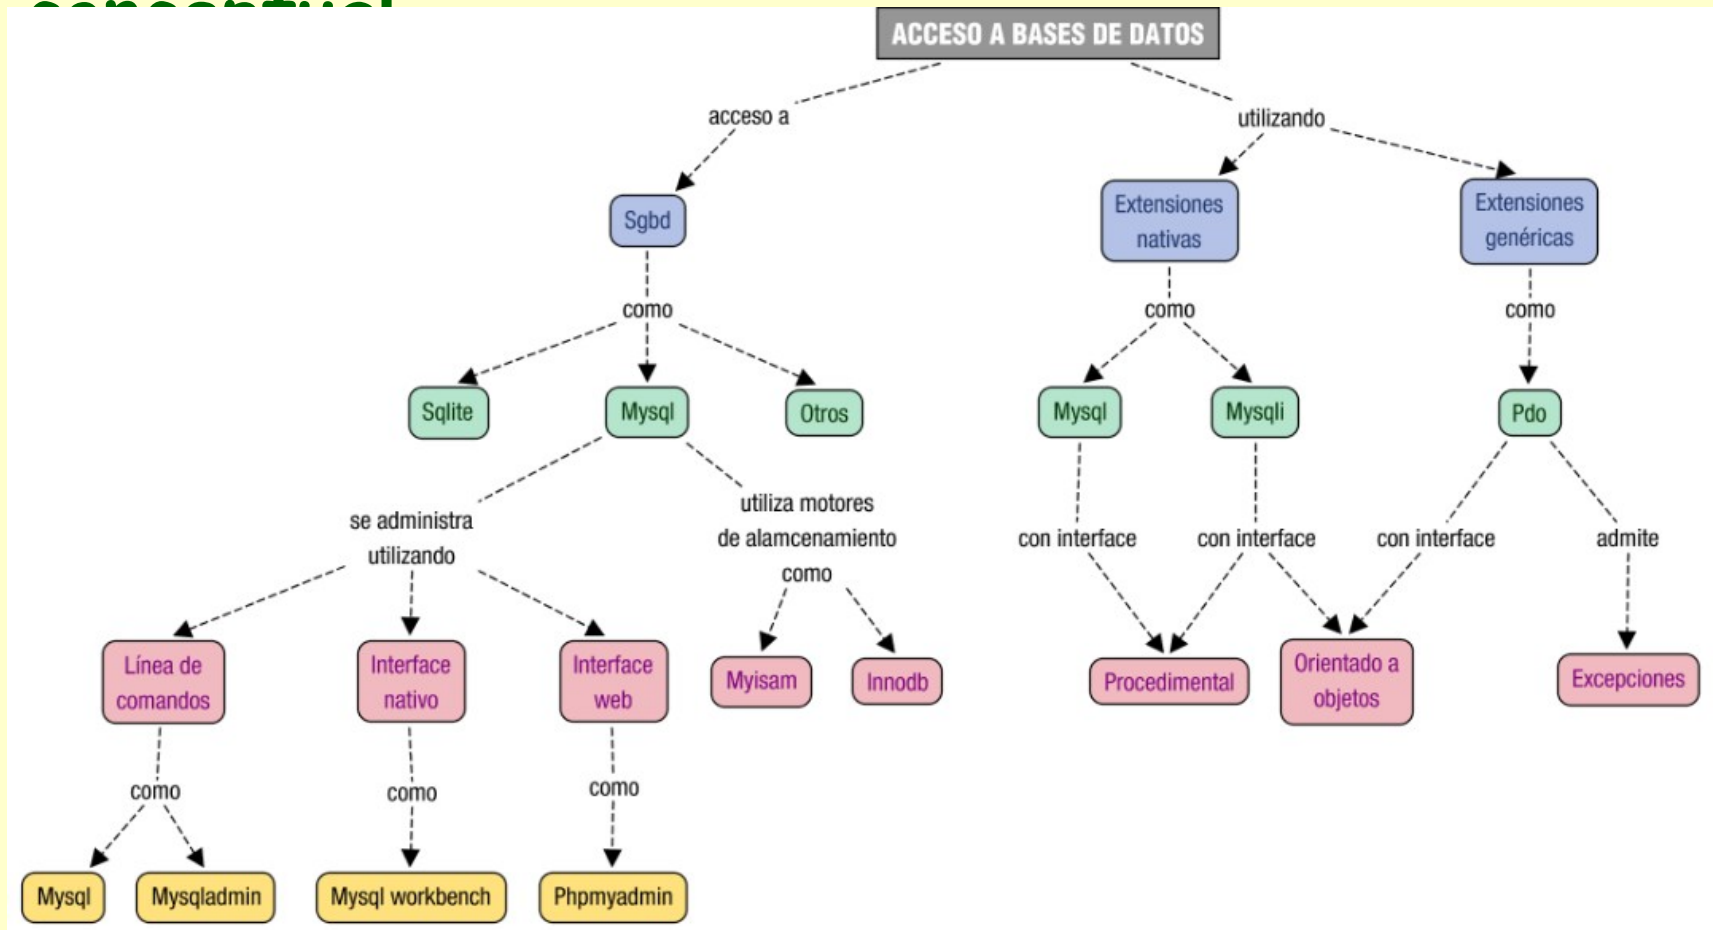 ACCESO A BASES DE DATOS
acceso a
utilizando
Sgbd
Extensiones
nativas
Extensiones
genéricas
como
como
como
Sqlite
Mysql
Otros
Mysql
Mysqli
Pdo
se administra
utilizando
utiliza motores
de alamcenamiento
como
con interface
con interface
con interface
admite
Línea de
comandos
Interface
nativo
Interface
web
Myisam
Innodb
Procedimental
Orientado a
objetos
Excepciones
como
como
como
Mysql
Mysqladmin
Mysql workbench
Phpmyadmin